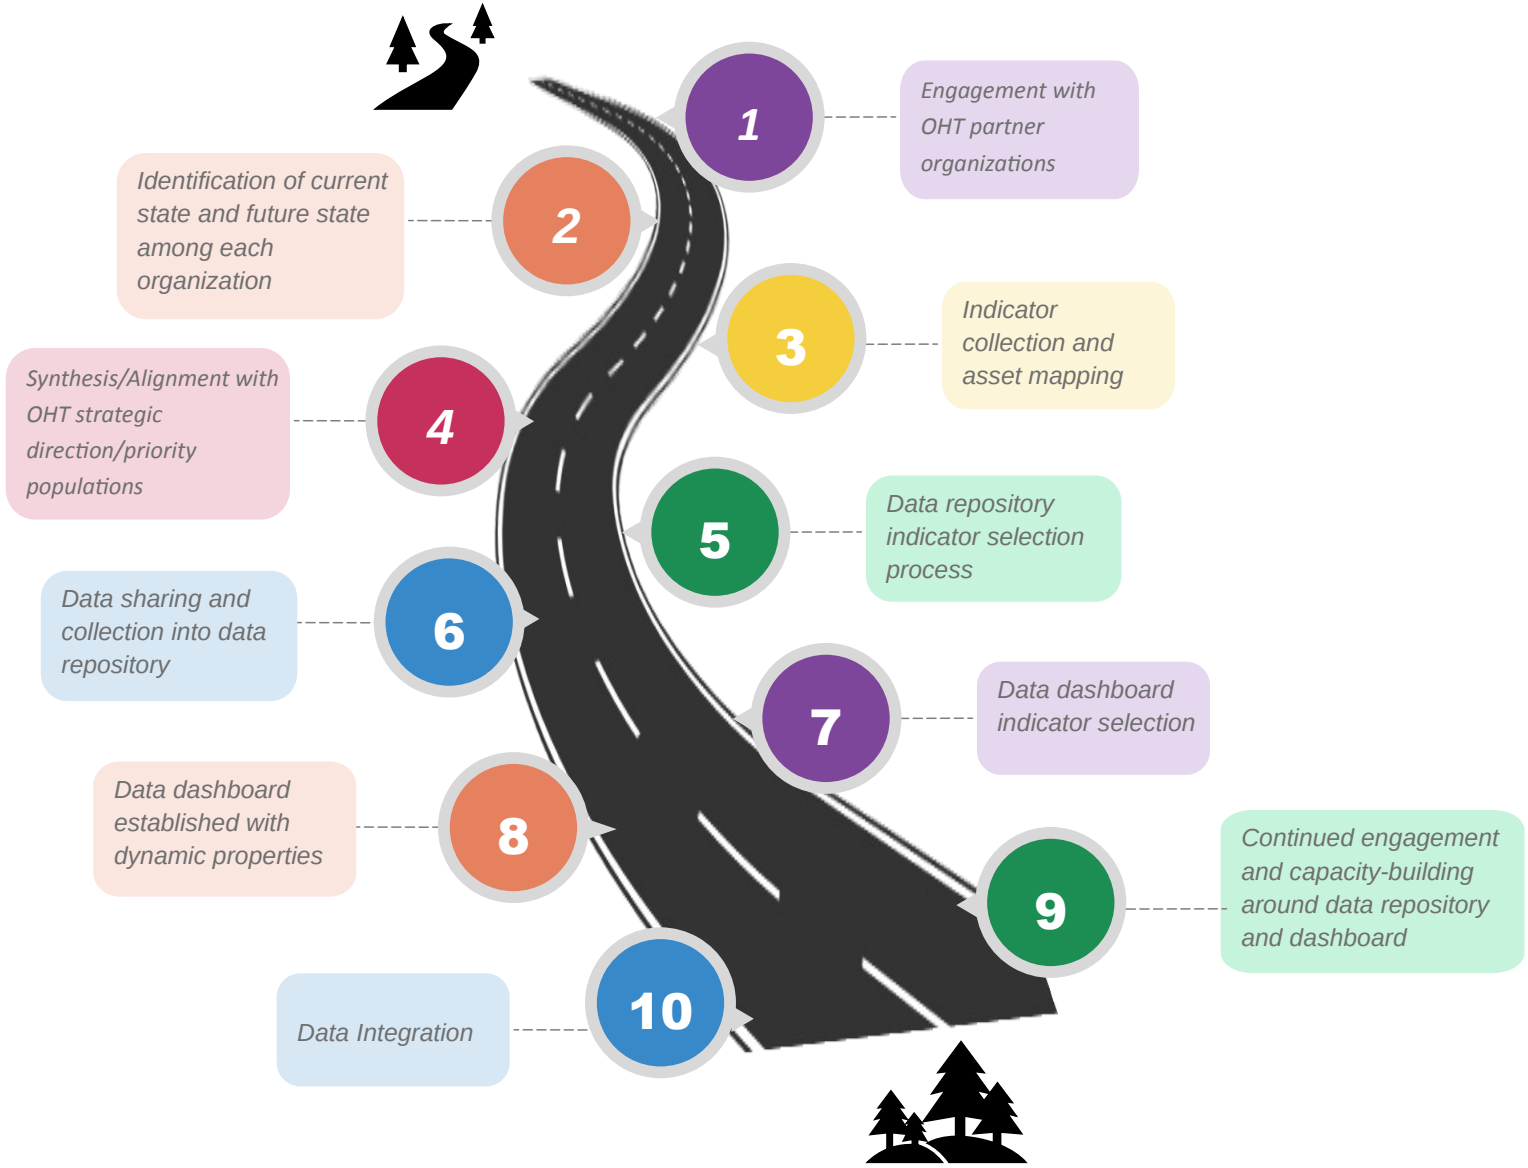 1
Engagement with
OHT partner
organizations
2
Identification of current
state and future state
among each
organization
3
Indicator
collection and
asset mapping
4
Synthesis/Alignment with
OHT strategic
direction/priority
populations
5
Data repository
indicator selection
process
6
Data sharing and
collection into data
repository
7
Data dashboard
indicator selection
8
Data dashboard
established with
dynamic properties
9
Continued engagement
and capacity-building
around data repository
and dashboard
10
Data Integration